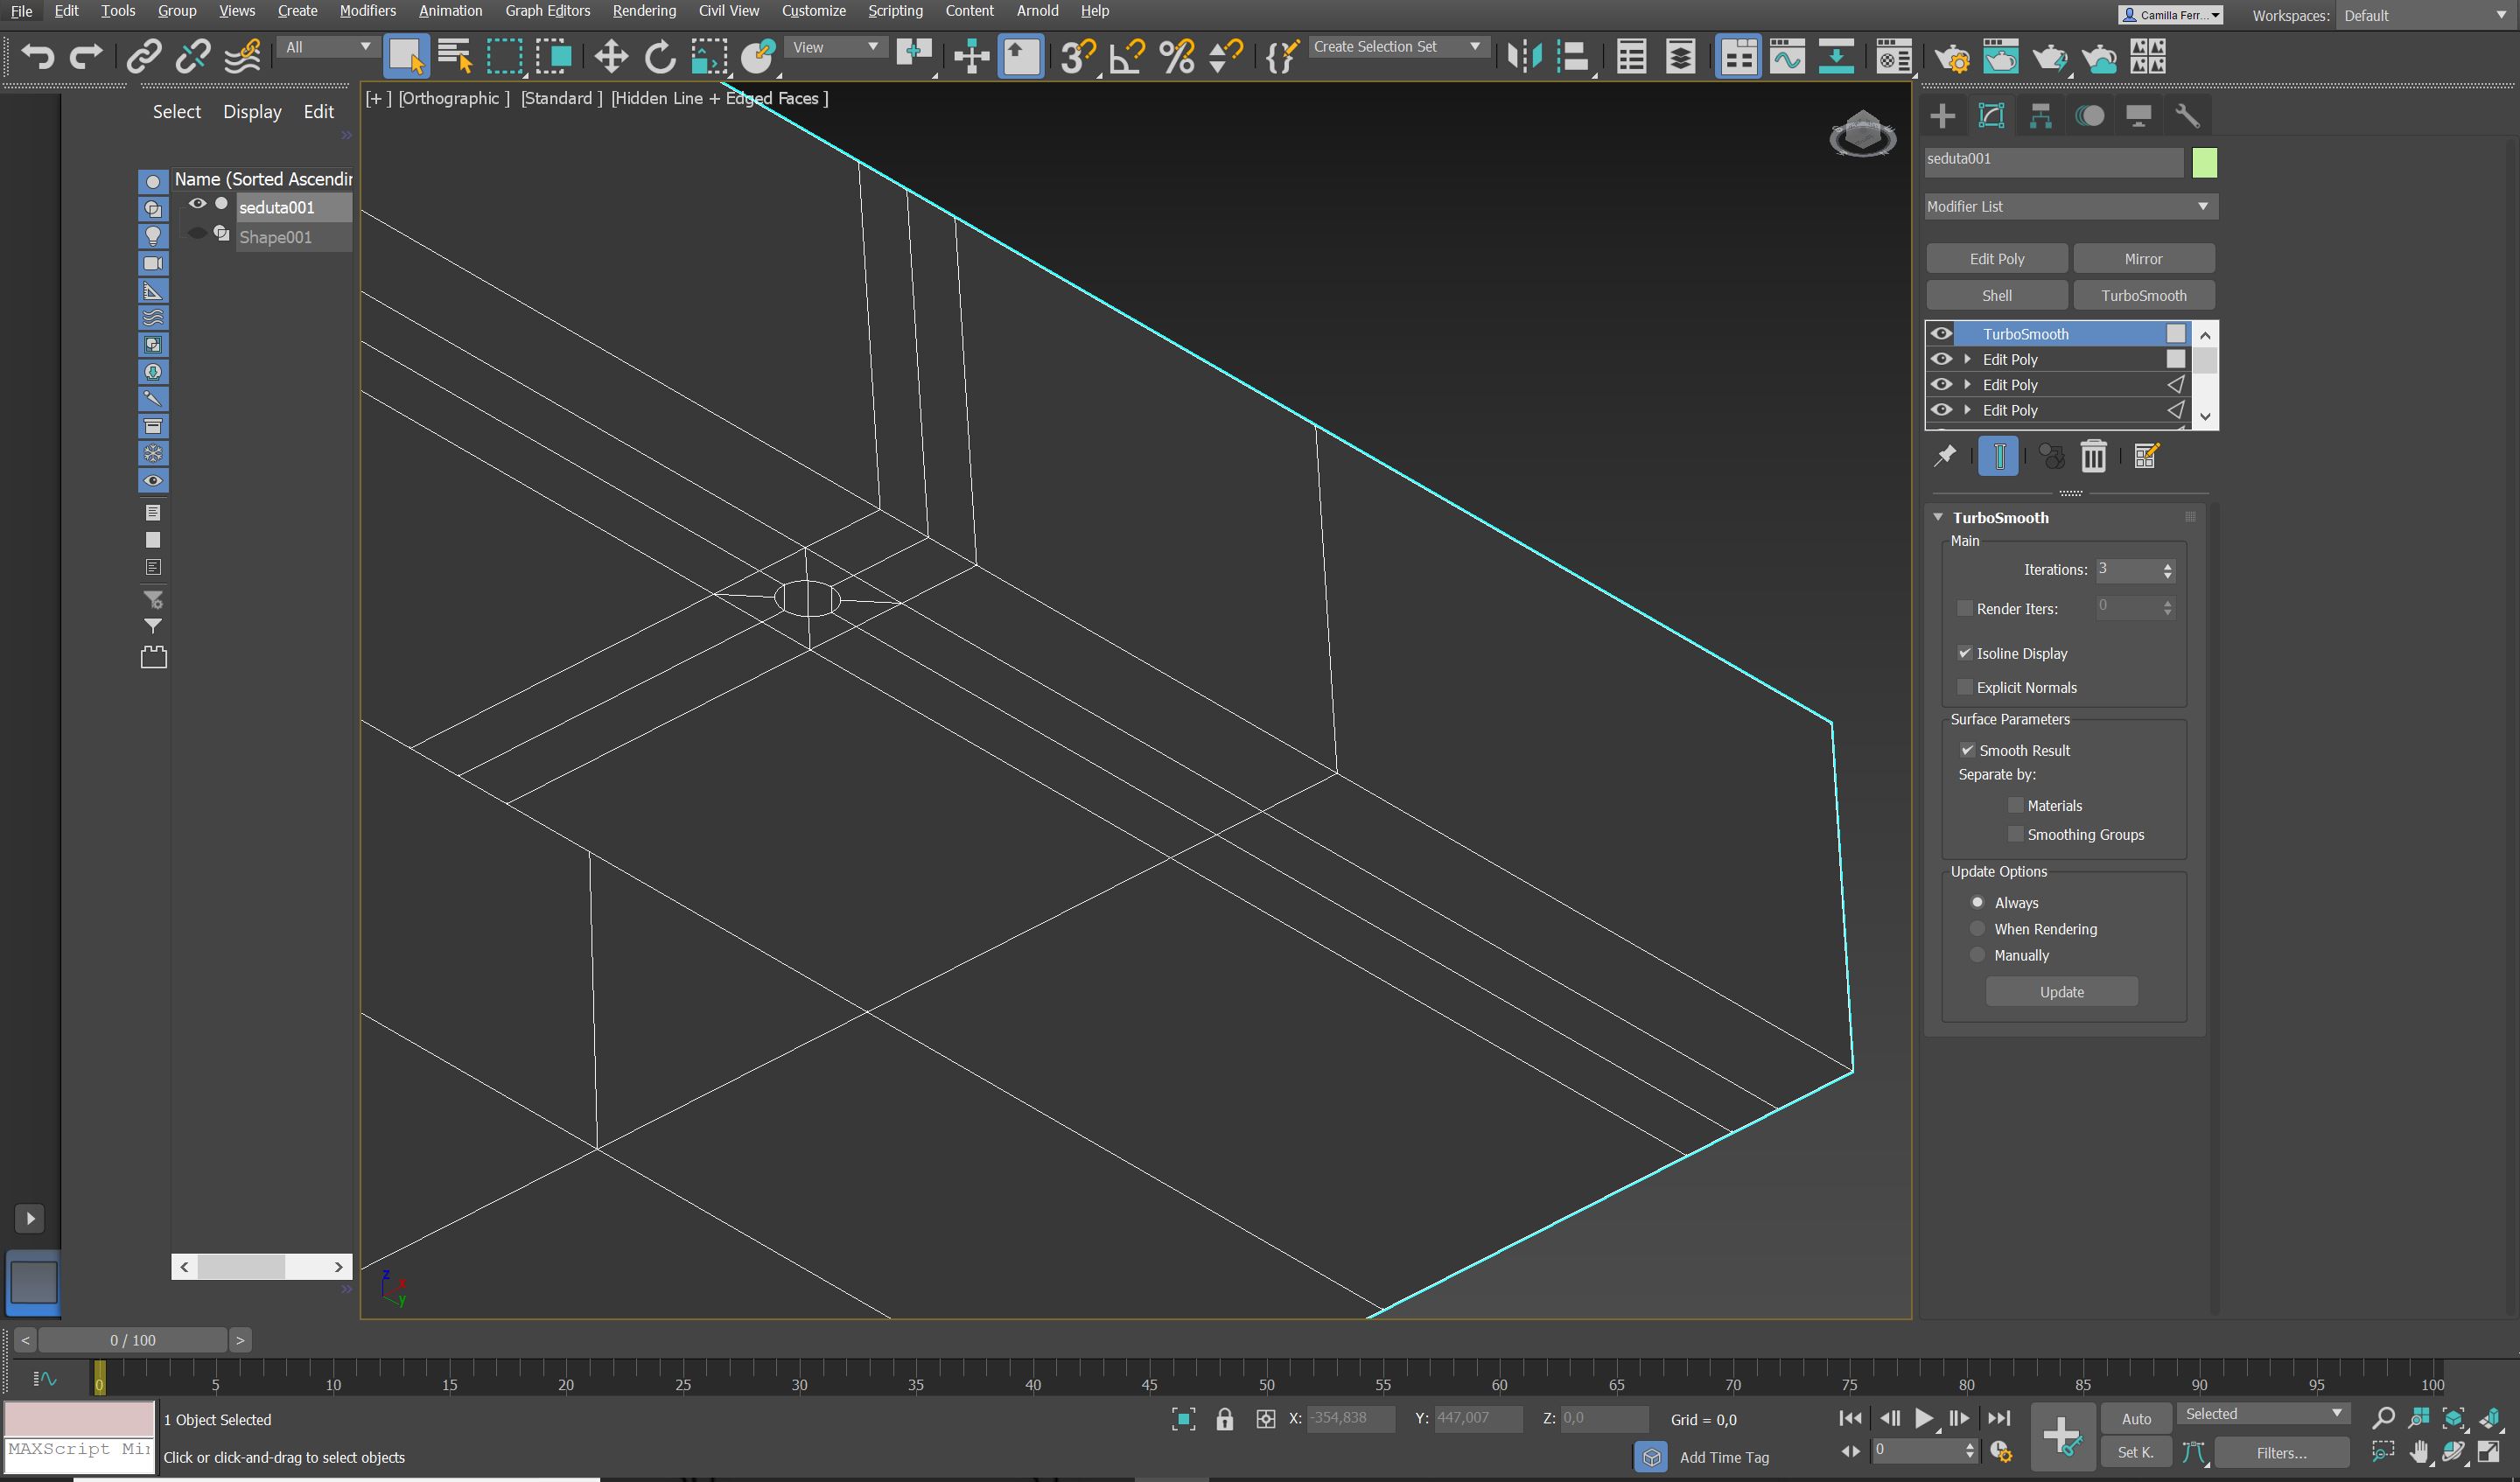 File Edit Tools Group Views Create Modifiers Animation Graph Editors Rendering Civil View Customize Scripting Content Arnold Help
Camilla Ferr...
Workspaces: Default
All
View
Create Selection Set
Select Display Edit
[+ ] [Orthographic ] [Standard ] [Hidden Line + Edged Faces ]
Name (Sorted Ascendin
seduta001
Shape001
seduta001
Modifier List
Edit Poly Mirror
Shell TurboSmooth
TurboSmooth
Edit Poly
Edit Poly
Edit Poly
TurboSmooth
Main
Iterations: 3
Render Iters: 0
Isoline Display
Explicit Normals
Surface Parameters
Smooth Result
Separate by:
Materials
Smoothing Groups
Update Options
Always
When Rendering
Manually
Update
z
x
y
< 0 / 100 >
0 5 10 15 20 25 30 35 40 45 50 55 60 65 70 75 80 85 90 95 100
1 Object Selected
X: -354,838 Y: 447,007 Z: 0,0 Grid = 0,0
Auto Selected
MAXScript Mi
Click or click-and-drag to select objects
Add Time Tag
0
Set K. Filters...